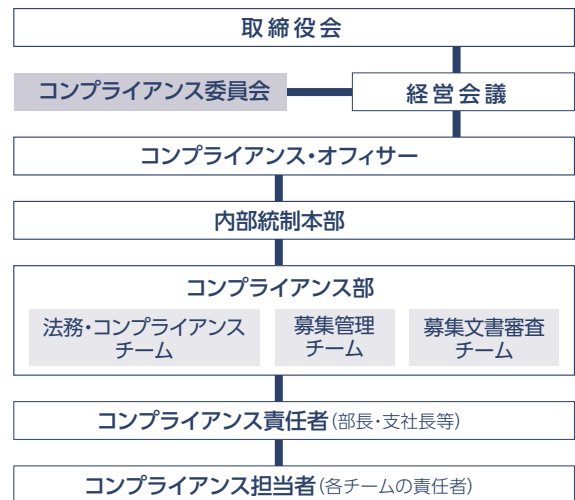 取締役会
コンプライアンス委員会
経営会議
コンプライアンス・オフィサー
内部統制本部
コンプライアンス部
法務・コンプライアンス
チーム
募集管理
チーム
募集文書審査
チーム
コンプライアンス責任者(部長・支社長等)
コンプライアンス担当者(各チームの責任者)